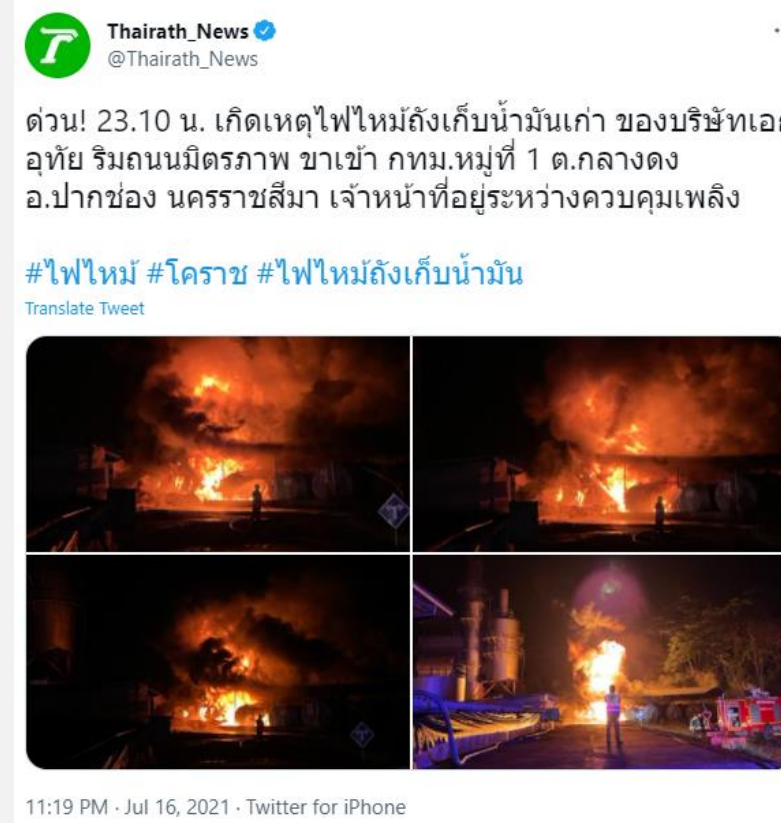 Thairath_News
@Thairath_News
ด่วน! 23.10 น. เกิดเหตุไฟไหม้ถังเก็บน้ำมันเก่า ของบริษัท
อุทัย ริมถนนมิตรภาพ ขาเข้า กทม.หมู่ที่ 1 ต.กลางดง
อ.ปากช่อง นครราชสีมา เจ้าหน้าที่อยู่ระหว่างควบคุมเพลิง
#ไฟไหม้ #โคราช #ไฟไหม้ถังเก็บน้ำมัน
Translate Tweet
11:19 PM · Jul 16, 2021 · Twitter for iPhone